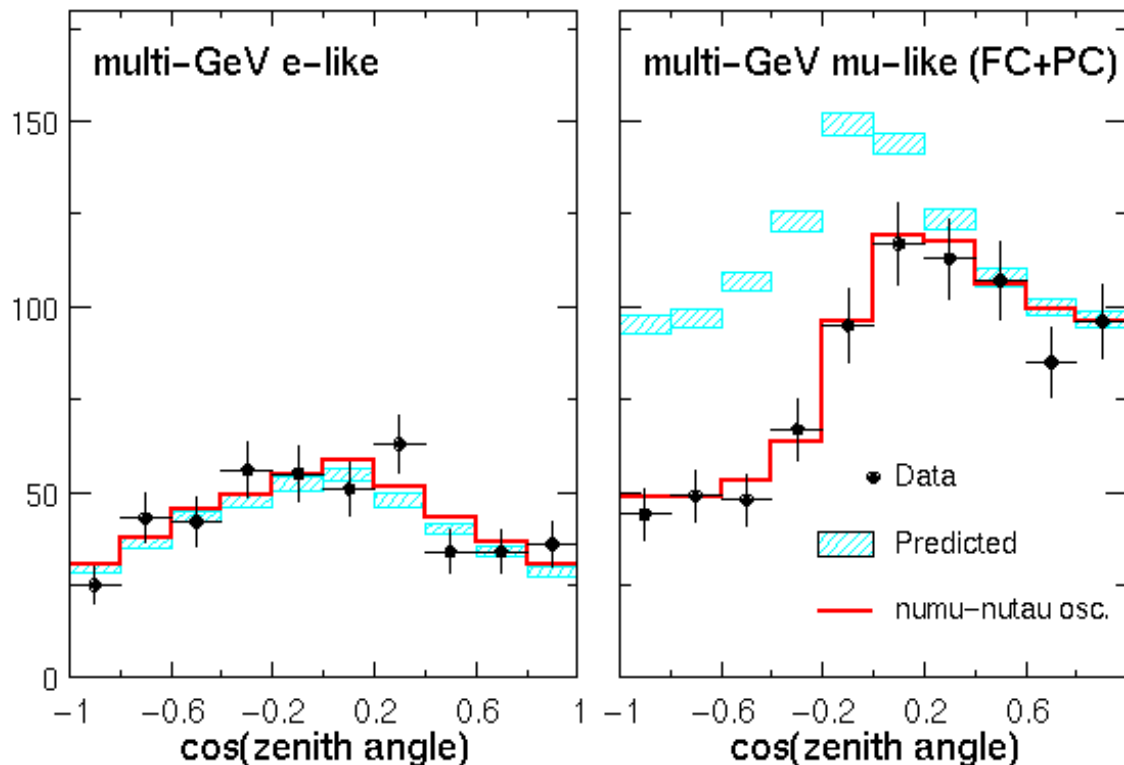 multi-GeV e-like
multi-GeV mu-like (FC+PC)
150
100
50
0
Data
Predicted
numu-nutau osc.
-1 -0.6 -0.2 0.2 0.6 1
-1 -0.6 -0.2 0.2 0.6
cos(zenith angle)
cos(zenith angle)